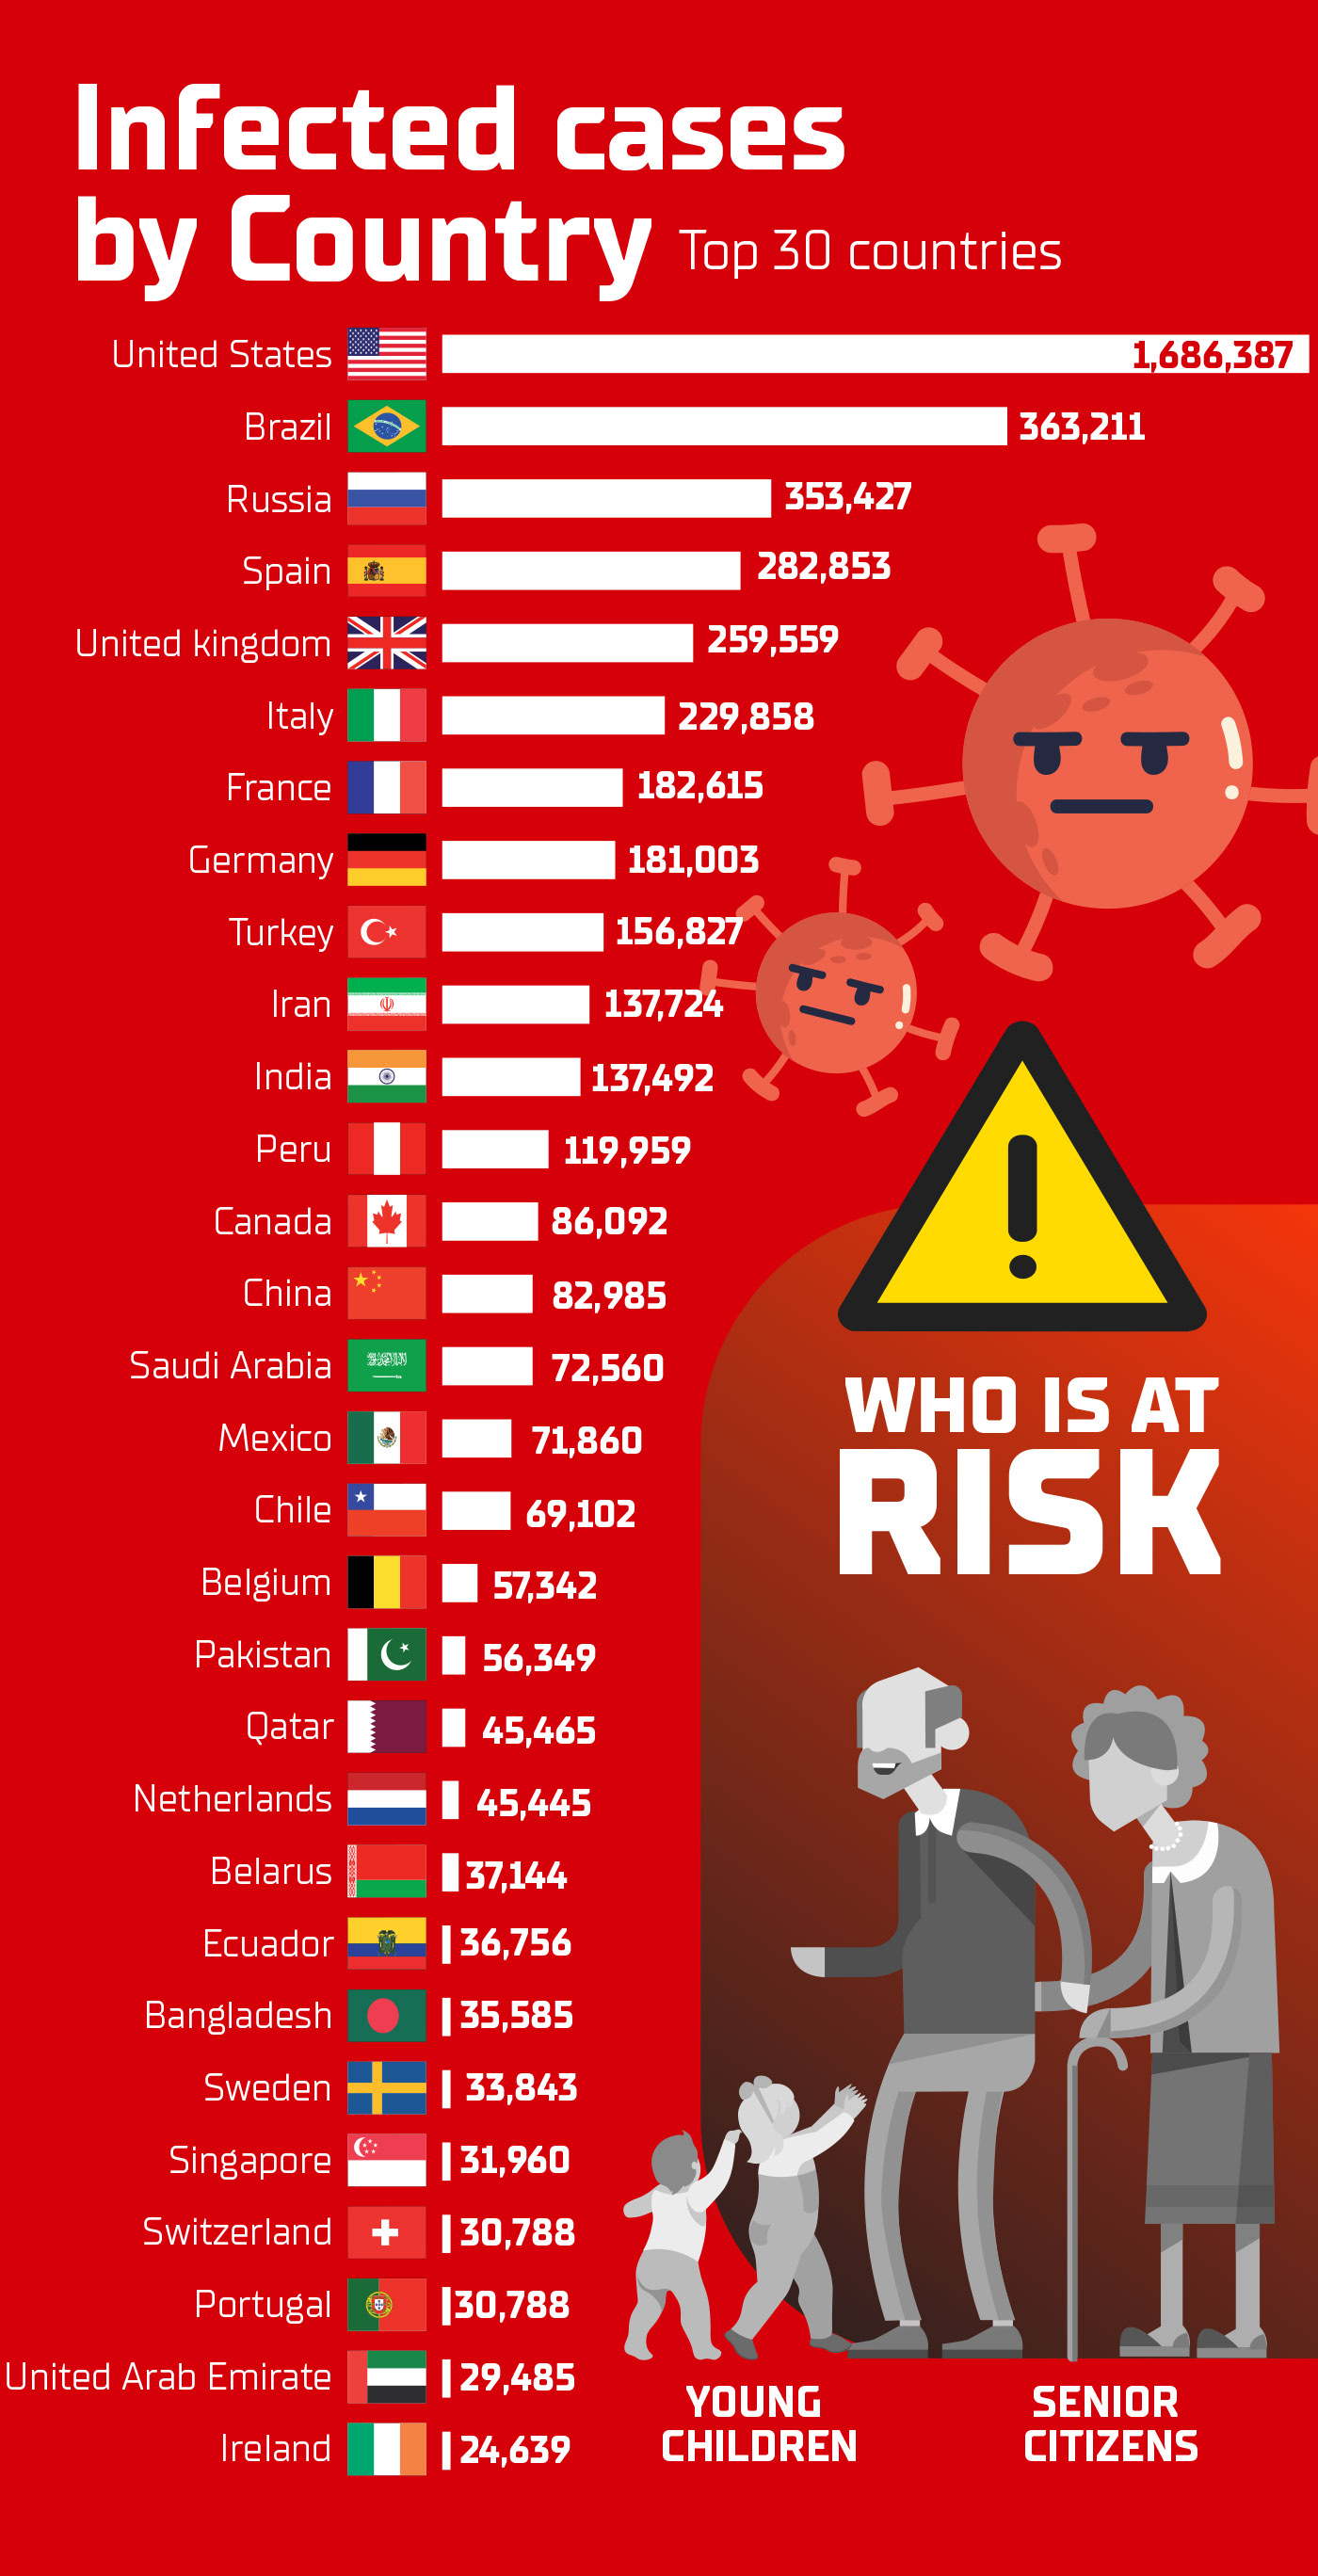 Infected cases
by Country Top 30 countries
United States 1,686,387
Brazil 363,211
Russia 353,427
Spain 282,853
United kingdom 259,559
Italy 229,858
France 182,615
Germany 181,003
Turkey 156,827
Iran 137,724
India 137,492
Peru 119,959
Canada 86,092
China 82,985
Saudi Arabia 72,560
Mexico 71,860
Chile 69,102
Belgium 57,342
Pakistan 56,349
Qatar 45,465
Netherlands 45,445
Belarus 37,144
Ecuador 36,756
Bangladesh 35,585
Sweden 33,843
Singapore 31,960
Switzerland 30,788
Portugal 30,788
United Arab Emirate 29,485
Ireland 24,639
WHO IS AT
RISK
YOUNG
CHILDREN
SENIOR
CITIZENS